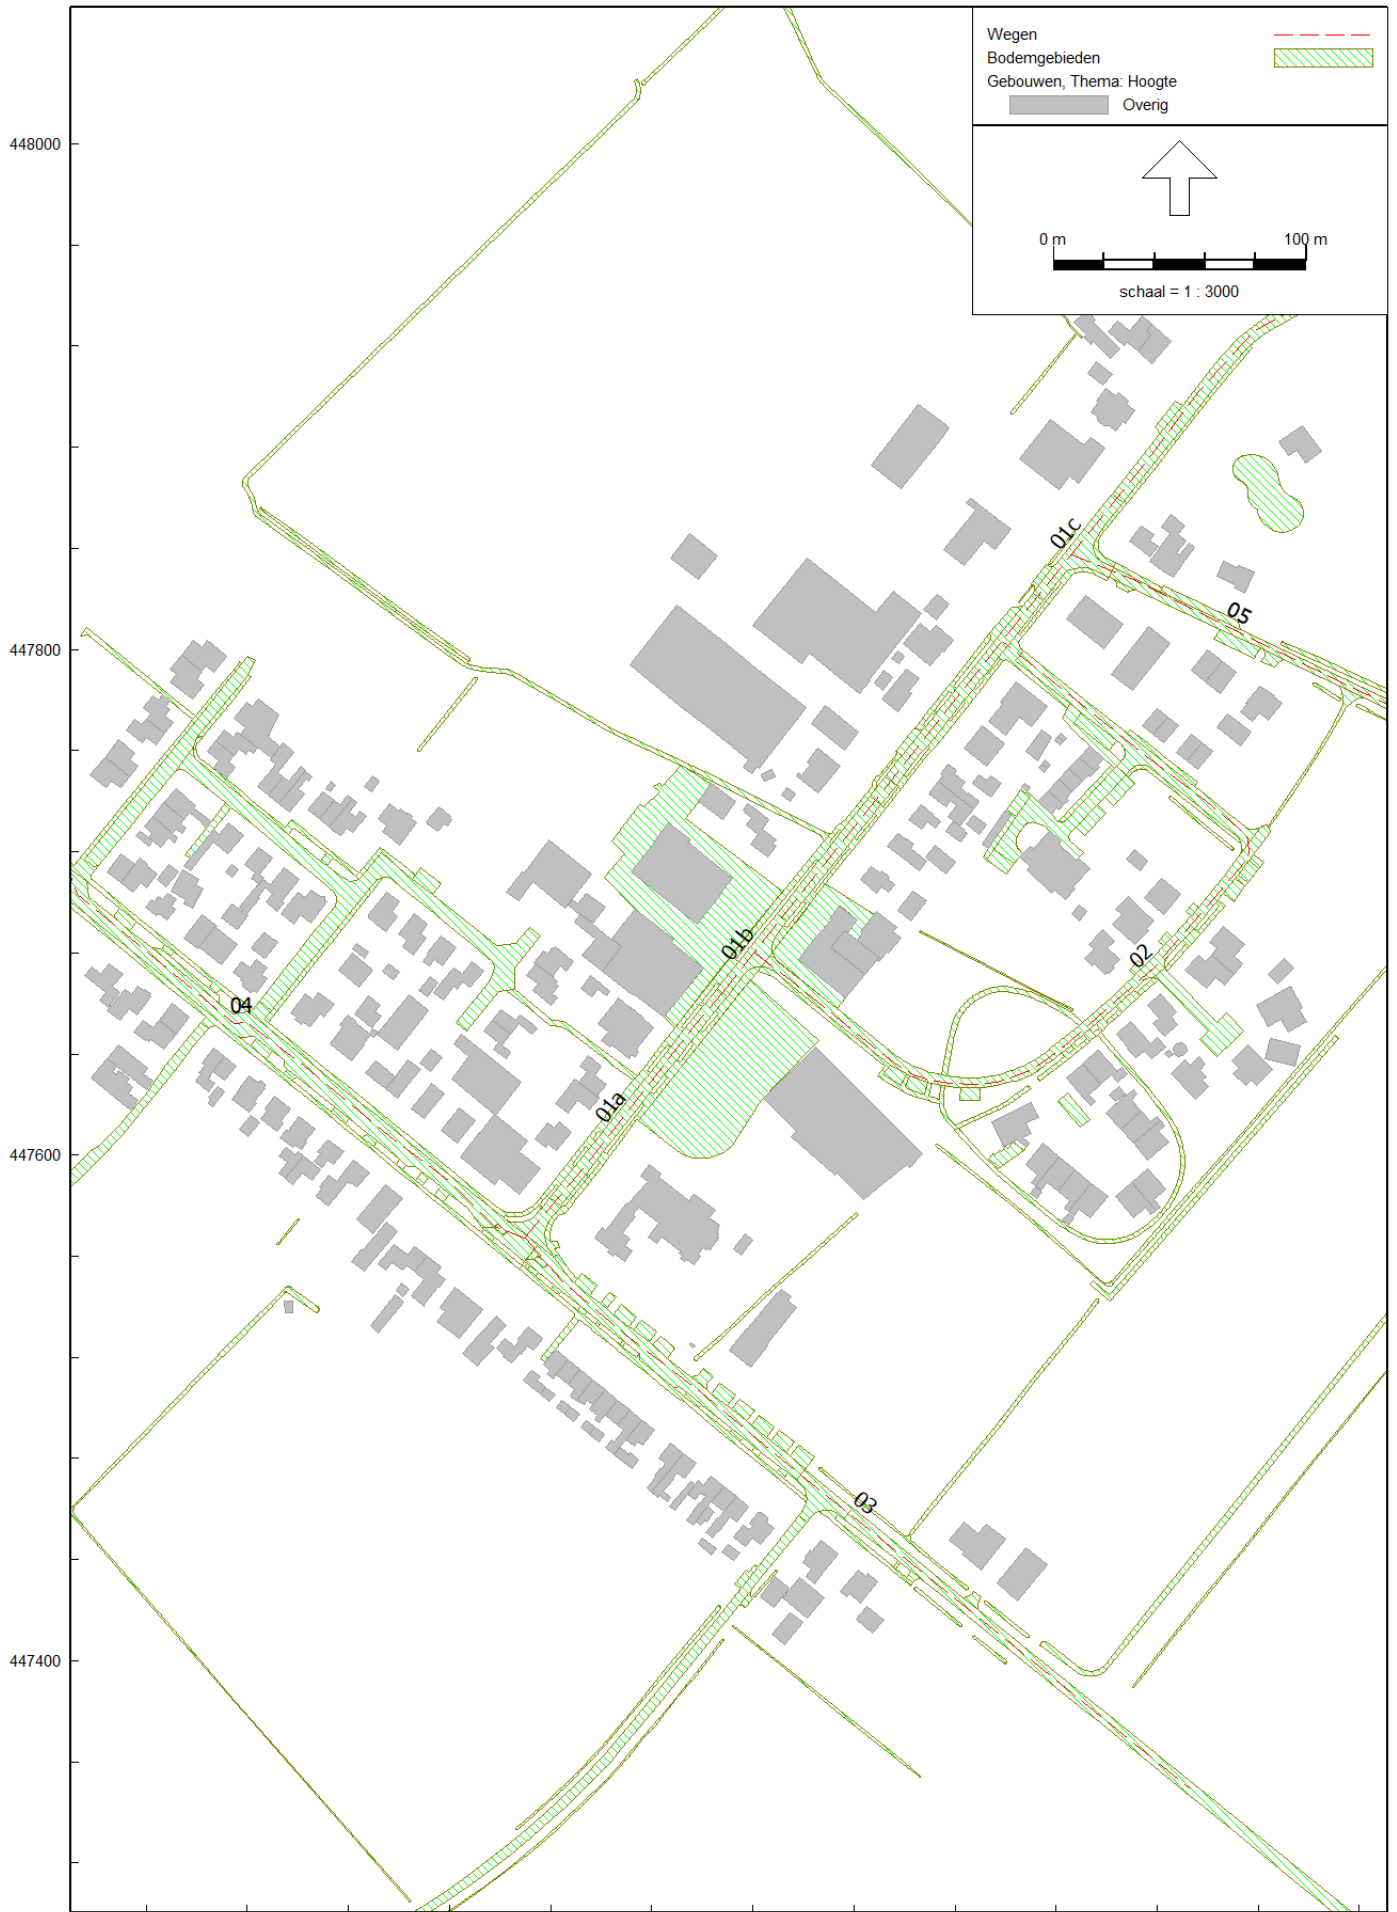 Wegen
Bodemgebieden
Gebouwen, Thema: Hoogte
Overig
0 m 100 m
schaal = 1 : 3000
448000
01c
05
447800
01b
02
04
01a
447600
03
447400